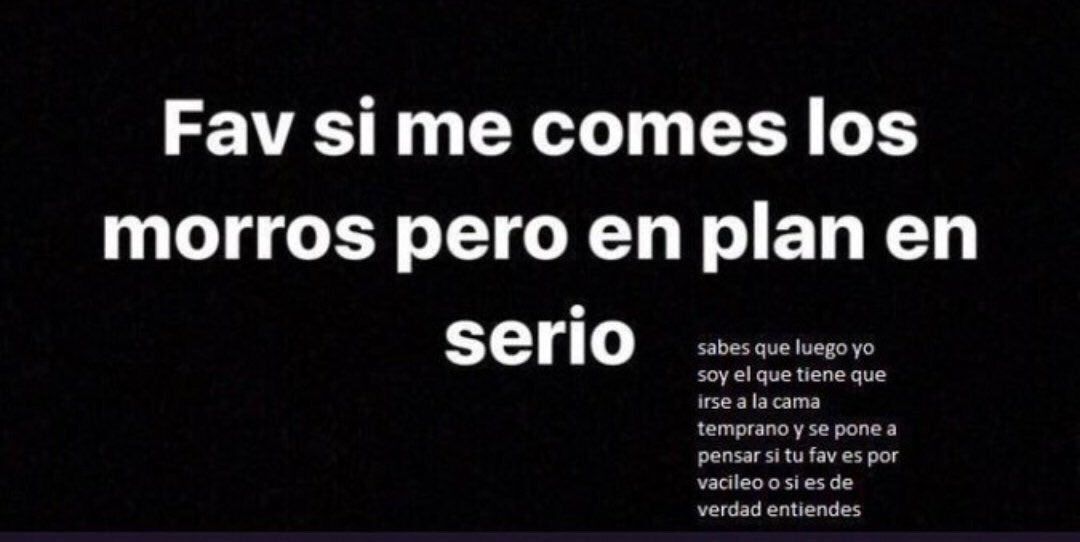 Fav si me comes los
morros pero en plan en
serio
sabes que luego yo
soy el que tiene que
irse a la cama
temprano y se pone a
pensar si tu fav es por
vacileo o si es de
verdad entiendes